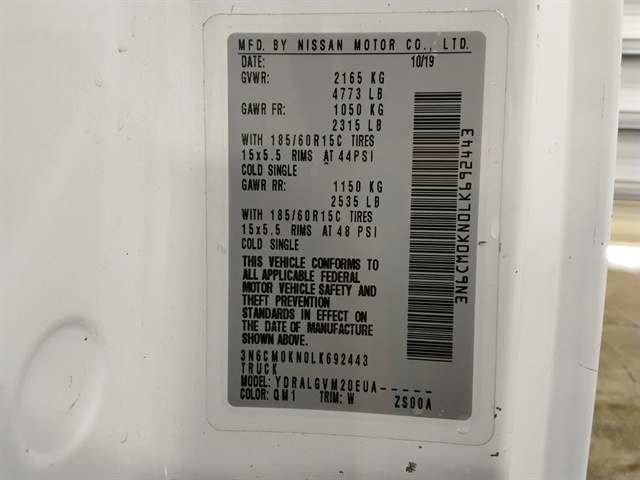 MFD. BY NISSAN MOTOR CO., LTD.
DATE: 10/19
GVWR: 2165 KG
4773 LB
GAWR FR: 1050 KG
2315 LB
WITH 185/60R15C TIRES
15x5.5 RIMS AT 44PSI
COLD SINGLE
GAWR RR: 1150 KG
2535 LB
WITH 185/60R15C TIRES
15x5.5 RIMS AT 48 PSI
COLD SINGLE
THIS VEHICLE CONFORMS TO
ALL APPLICABLE FEDERAL
MOTOR VEHICLE SAFETY AND
THEFT PREVENTION
STANDARDS IN EFFECT ON
THE DATE OF MANUFACTURE
SHOWN ABOVE.
3N6CM0KN0LK692443
TRUCK
MODEL: YDRALGVM20EUA-----
COLOR: QM1 TRIM: W ZS00A
3N6CM0KN0LK692443